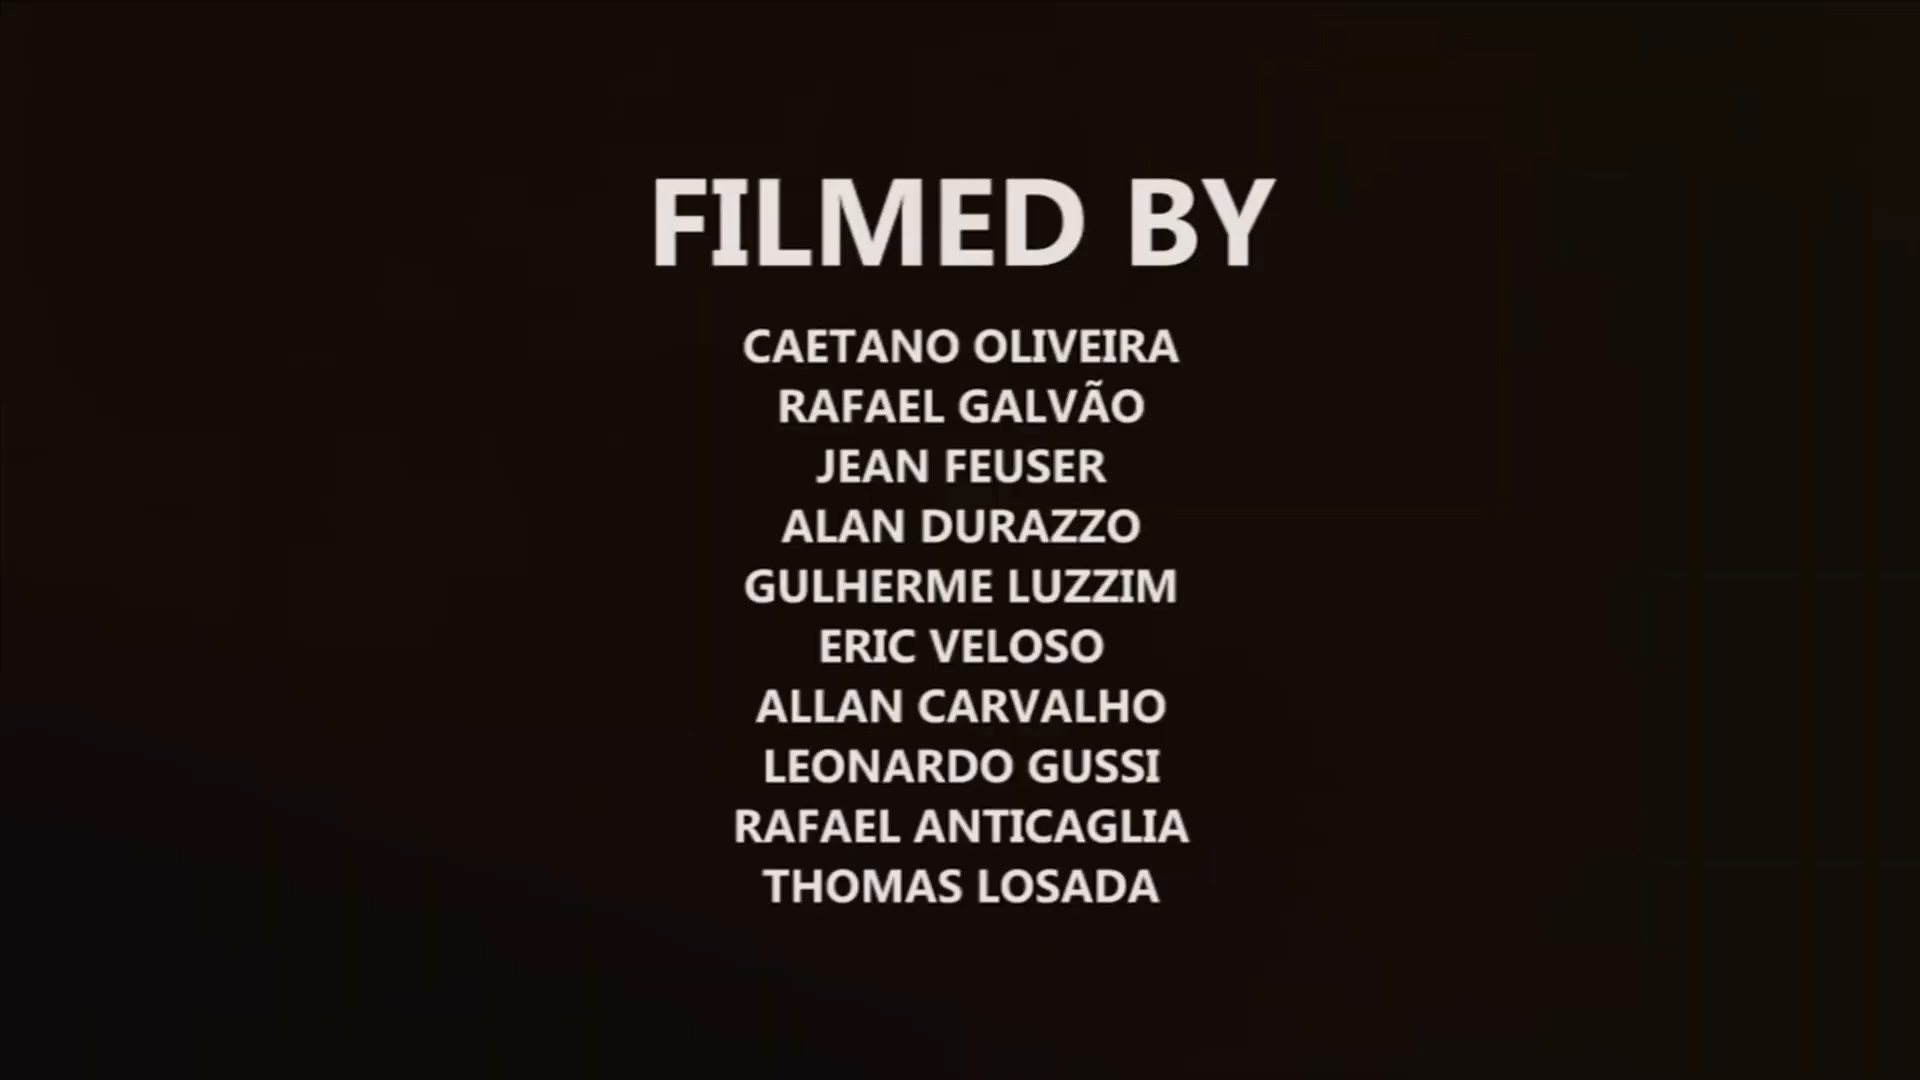 FILMED BY
CAETANO OLIVEIRA
RAFAEL GALVÃO
JEAN FEUSER
ALAN DURAZZO
GULHERME LUZZIM
ERIC VELOSO
ALLAN CARVALHO
LEONARDO GUSSI
RAFAEL ANTICAGLIA
THOMAS LOSADA